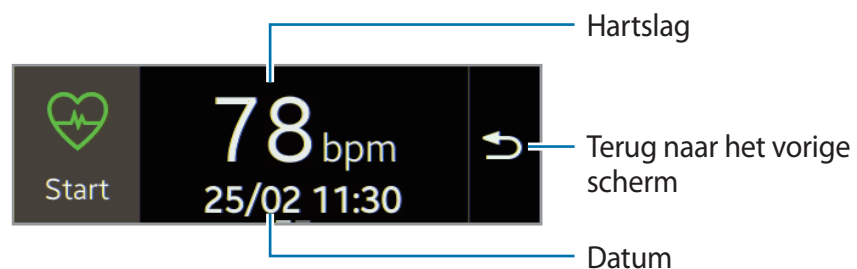 Hartslag
Start
78 bpm
25/02 11:30
Terug naar het vorige
scherm
Datum